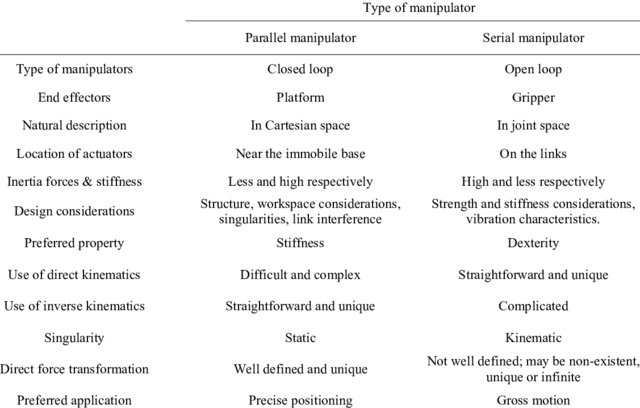 Type of manipulator
Parallel manipulator Serial manipulator
Type of manipulators Closed loop Open loop
End effectors Platform Gripper
Natural description In Cartesian space In joint space
Location of actuators Near the immobile base On the links
Inertia forces & stiffness Less and high respectively High and less respectively
Design considerations Structure, workspace considerations, singularities, link interference Strength and stiffness considerations, vibration characteristics.
Preferred property Stiffness Dexterity
Use of direct kinematics Difficult and complex Straightforward and unique
Use of inverse kinematics Straightforward and unique Complicated
Singularity Static Kinematic
Direct force transformation Well defined and unique Not well defined; may be non-existent, unique or infinite
Preferred application Precise positioning Gross motion